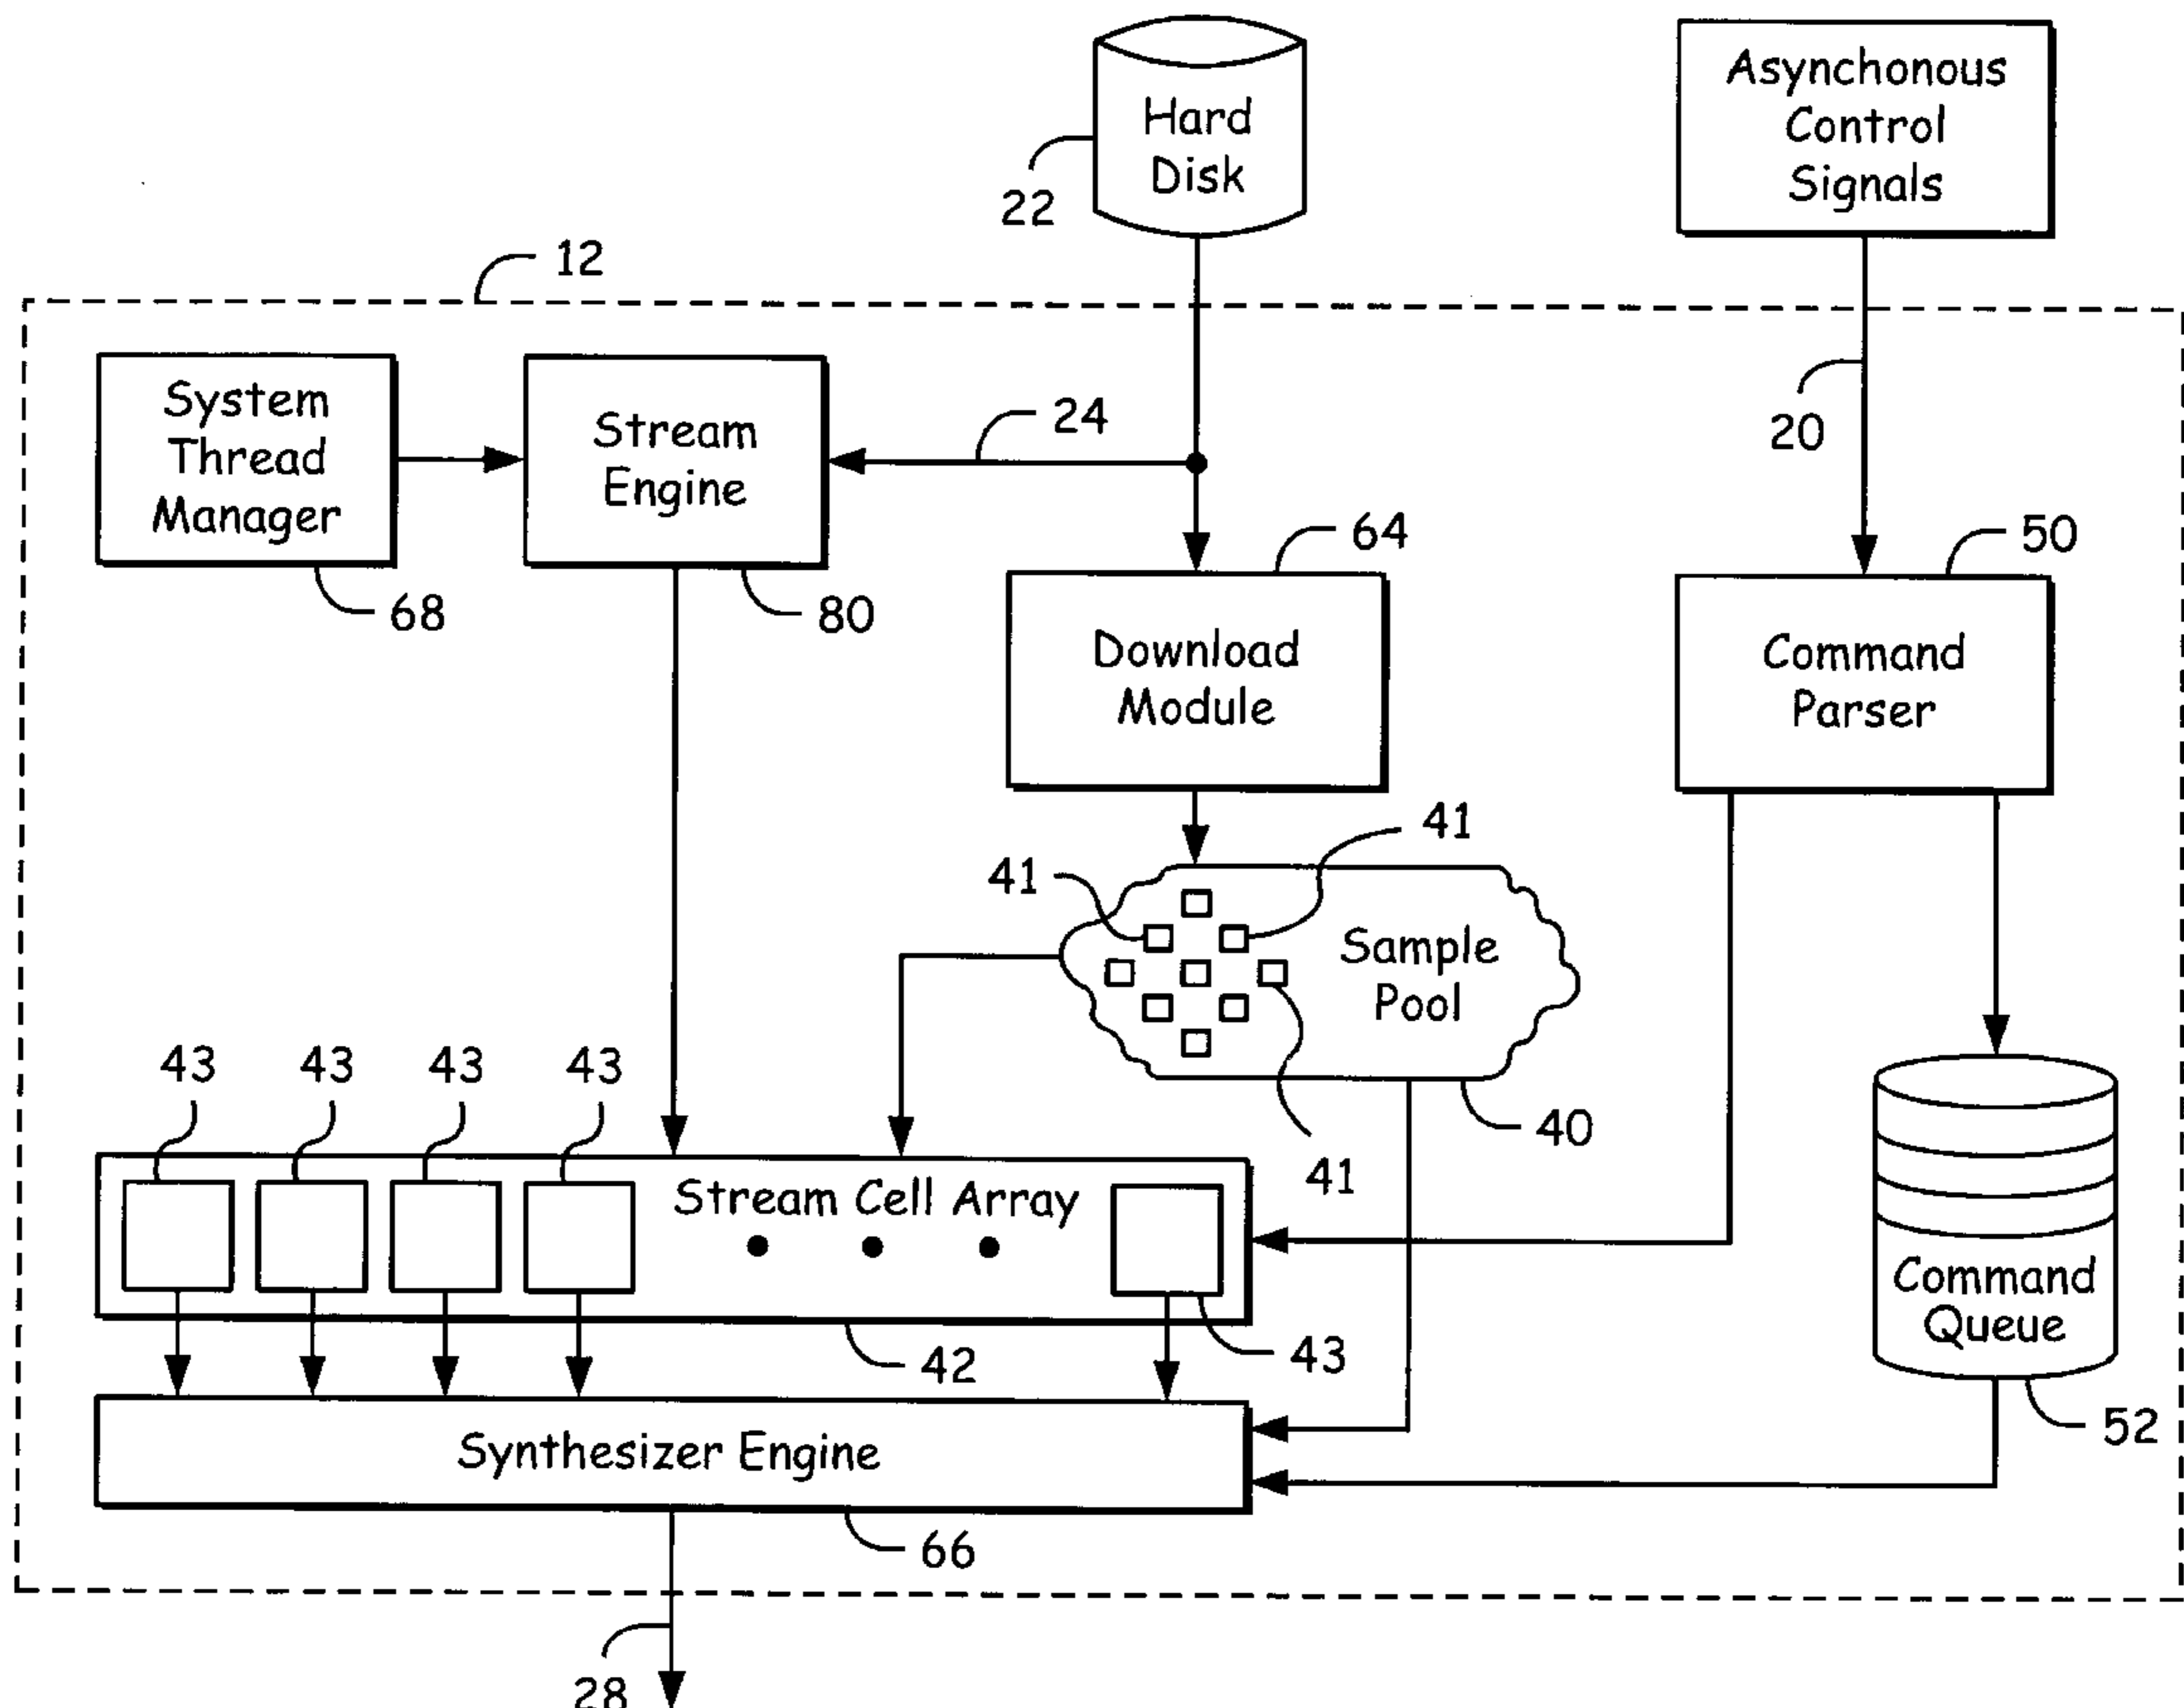 Hard
Disk
22
Asynchonous
Control
Signals
12
20
System
Thread
Manager
68
Stream
Engine
80
24
64
Download
Module
50
Command
Parser
41
41
Sample
Pool
41
40
43
43
43
43
Stream Cell Array
43
42
Command
Queue
52
Synthesizer Engine
66
28